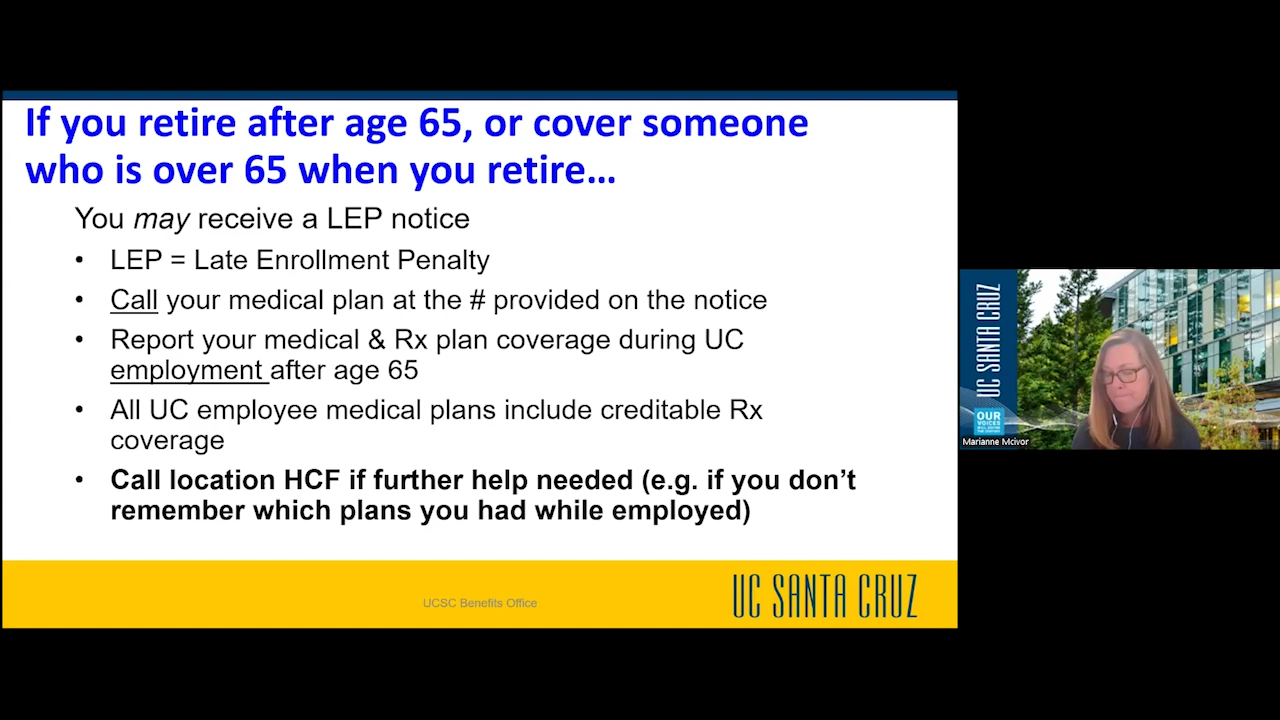 If you retire after age 65, or cover someone
who is over 65 when you retire…
You may receive a LEP notice
• LEP = Late Enrollment Penalty
• Call your medical plan at the # provided on the notice
• Report your medical & Rx plan coverage during UC
employment after age 65
• All UC employee medical plans include creditable Rx
coverage
• Call location HCF if further help needed (e.g. if you don’t
remember which plans you had while employed)
UCSC Benefits Office
UC SANTA CRUZ
UC SANTA CRUZ
OUR
VOICES
Marianne McIvor